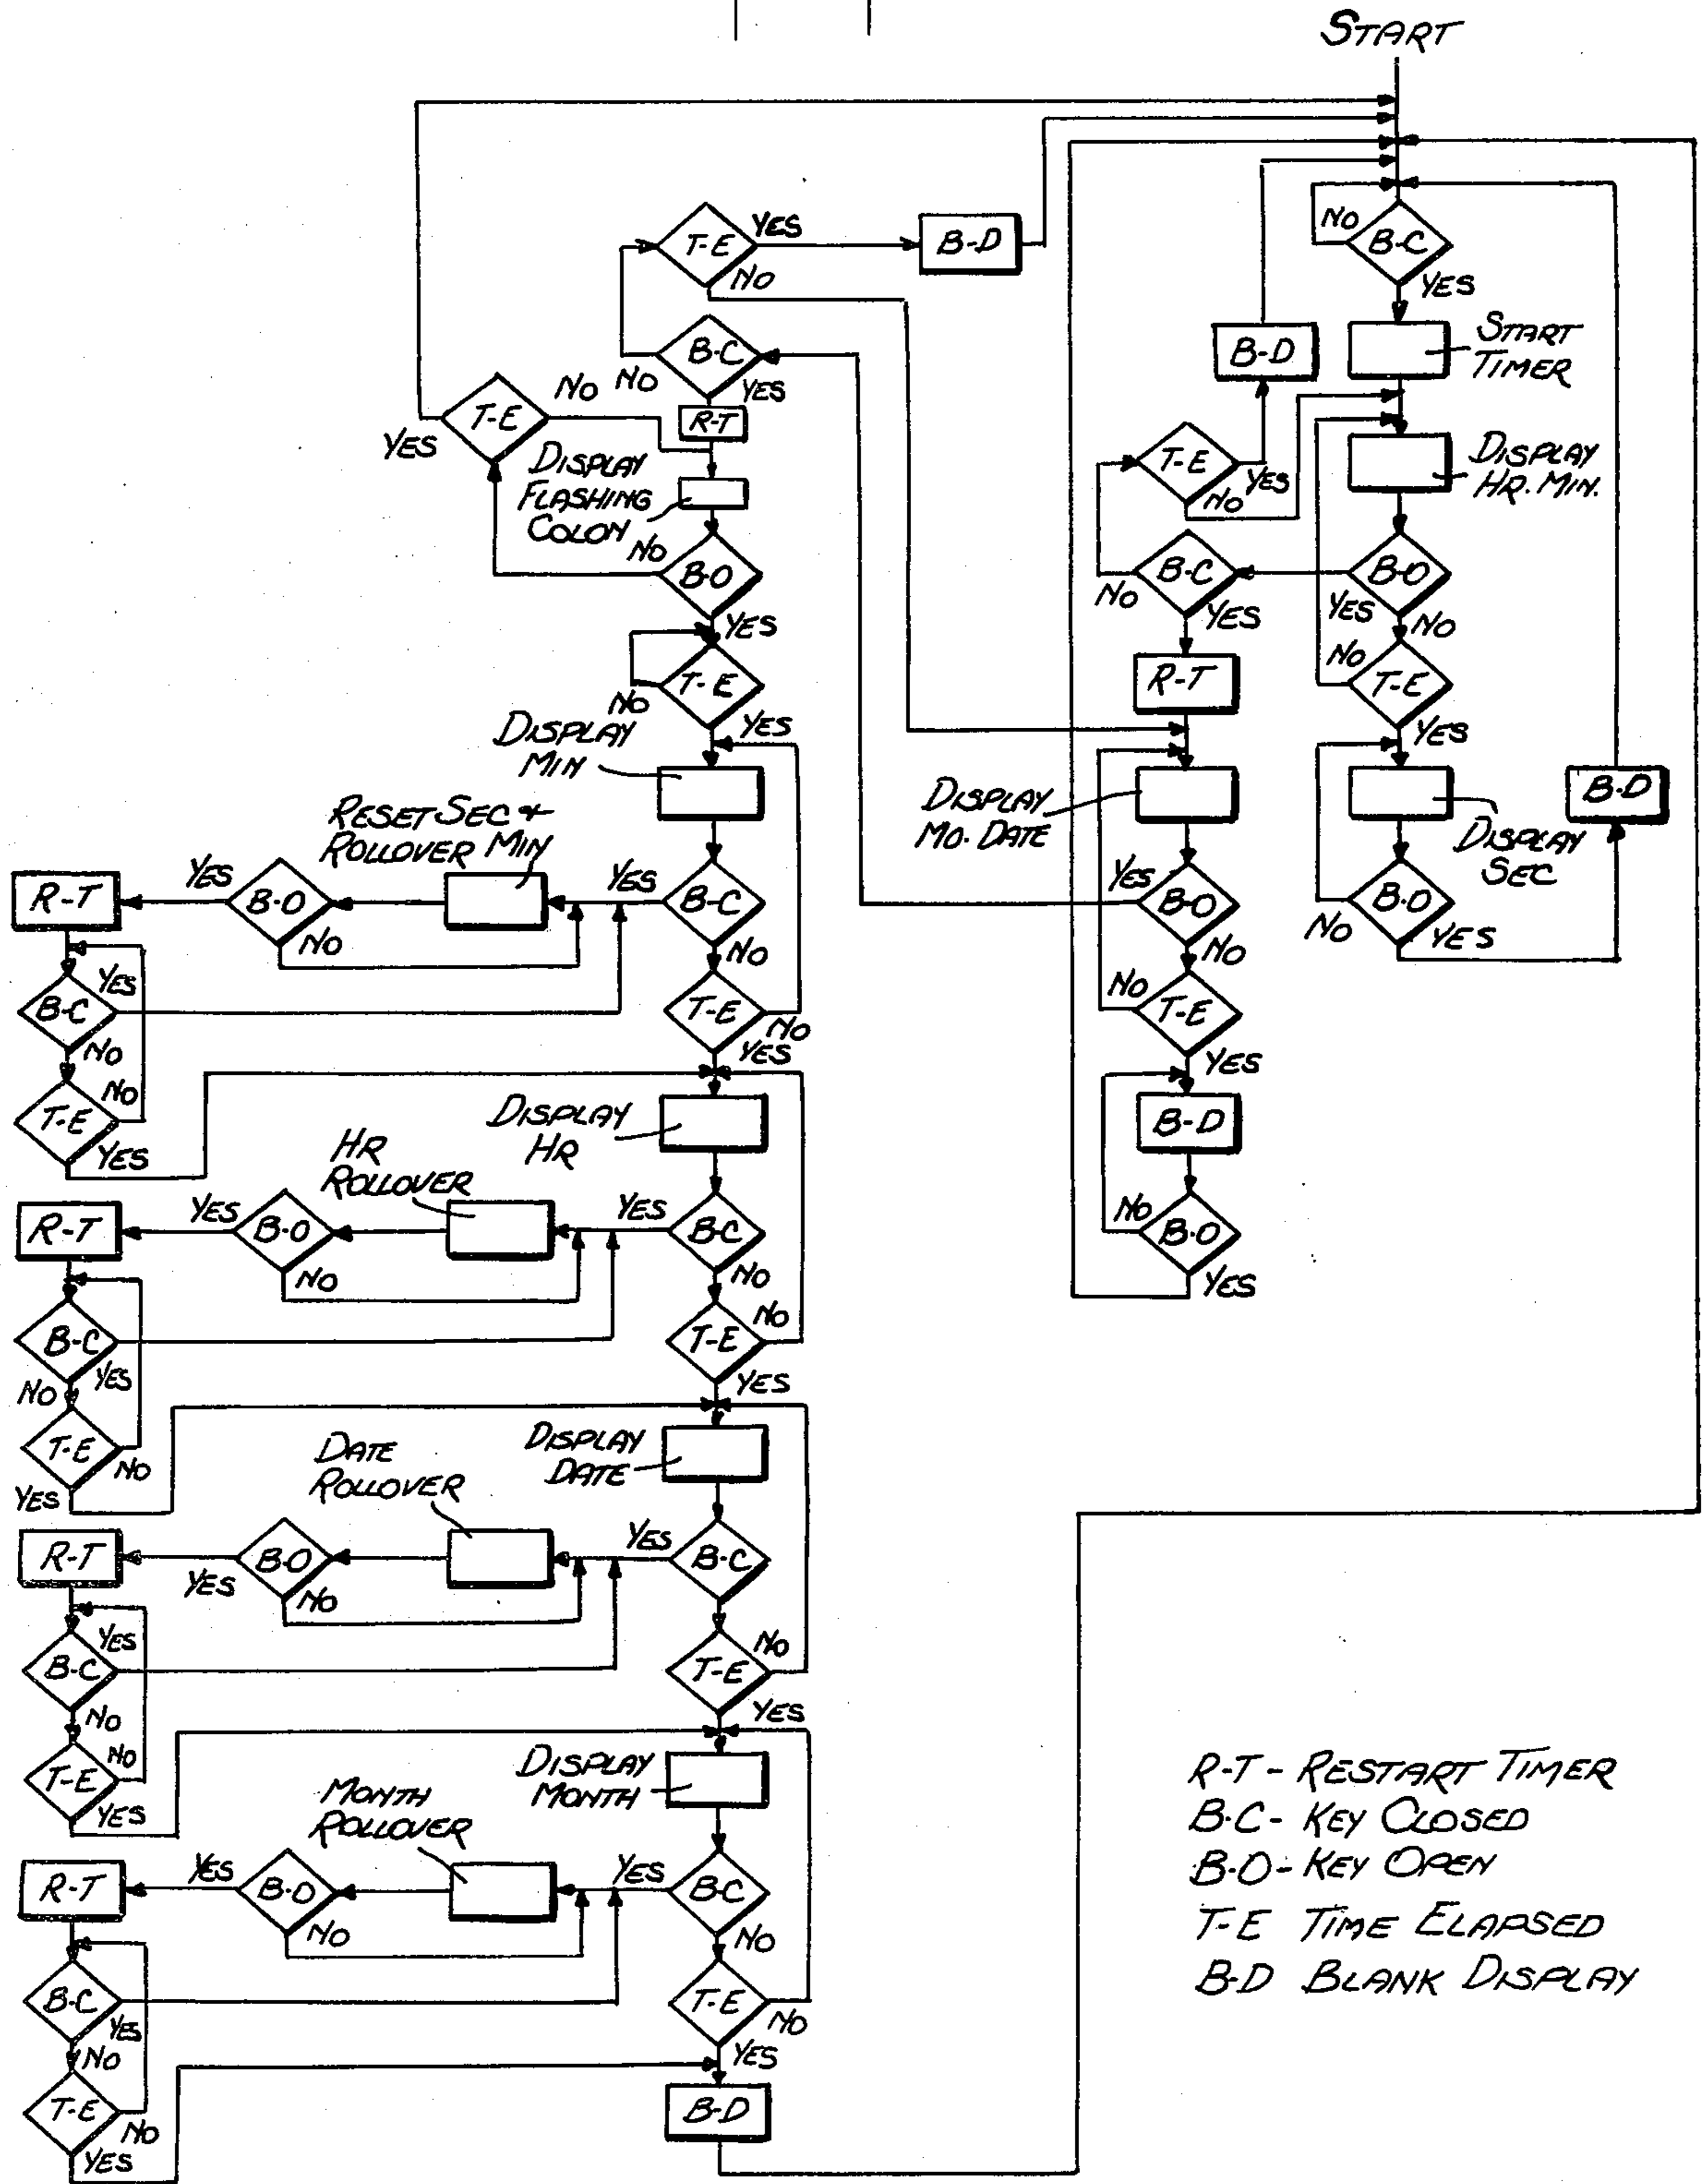 START
NO
B-C
YES
START
TIMER
DISPLAY
HR. MIN.
B-O
YES
NO
NO
T-E
YES
DISPLAY
SEC
B-O
NO
YES
B-D
B-D
T-E
YES
NO
B-C
NO
YES
R-T
DISPLAY
MO. DATE
YES
B-O
NO
NO
T-E
YES
B-D
NO
B-O
YES
T-E
YES
NO
B-D
B-C
NO
YES
R-T
T-E
NO
YES
DISPLAY
FLASHING
COLON
NO
B-O
YES
T-E
NO
YES
DISPLAY
MIN
RESET SEC &
ROLLOVER MIN
R-T
YES
B-O
NO
YES
B-C
NO
YES
B-C
NO
T-E
NO
YES
NO
T-E
YES
DISPLAY
HR
HR
ROLLOVER
R-T
YES
B-O
NO
YES
B-C
NO
B-C
NO
YES
T-E
NO
YES
T-E
NO
YES
DISPLAY
DATE
DATE
ROLLOVER
R-T
YES
B-O
NO
YES
B-C
YES
B-C
NO
T-E
NO
YES
T-E
NO
YES
DISPLAY
MONTH
MONTH
ROLLOVER
R-T
YES
B-O
NO
YES
B-C
NO
B-C
YES
NO
T-E
NO
YES
T-E
NO
YES
B-D
R-T - RESTART TIMER
B-C - KEY CLOSED
B-O - KEY OPEN
T-E TIME ELAPSED
B-D BLANK DISPLAY